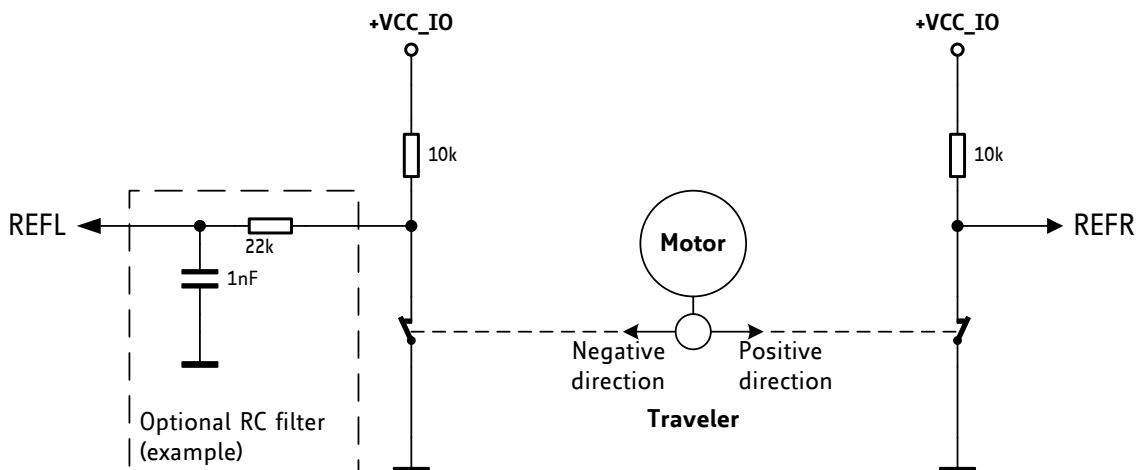 +VCC_IO
+VCC_IO
10k
10k
REFL
22k
1nF
Motor
REFR
Negative
direction
Positive
direction
Traveler
Optional RC filter
(example)